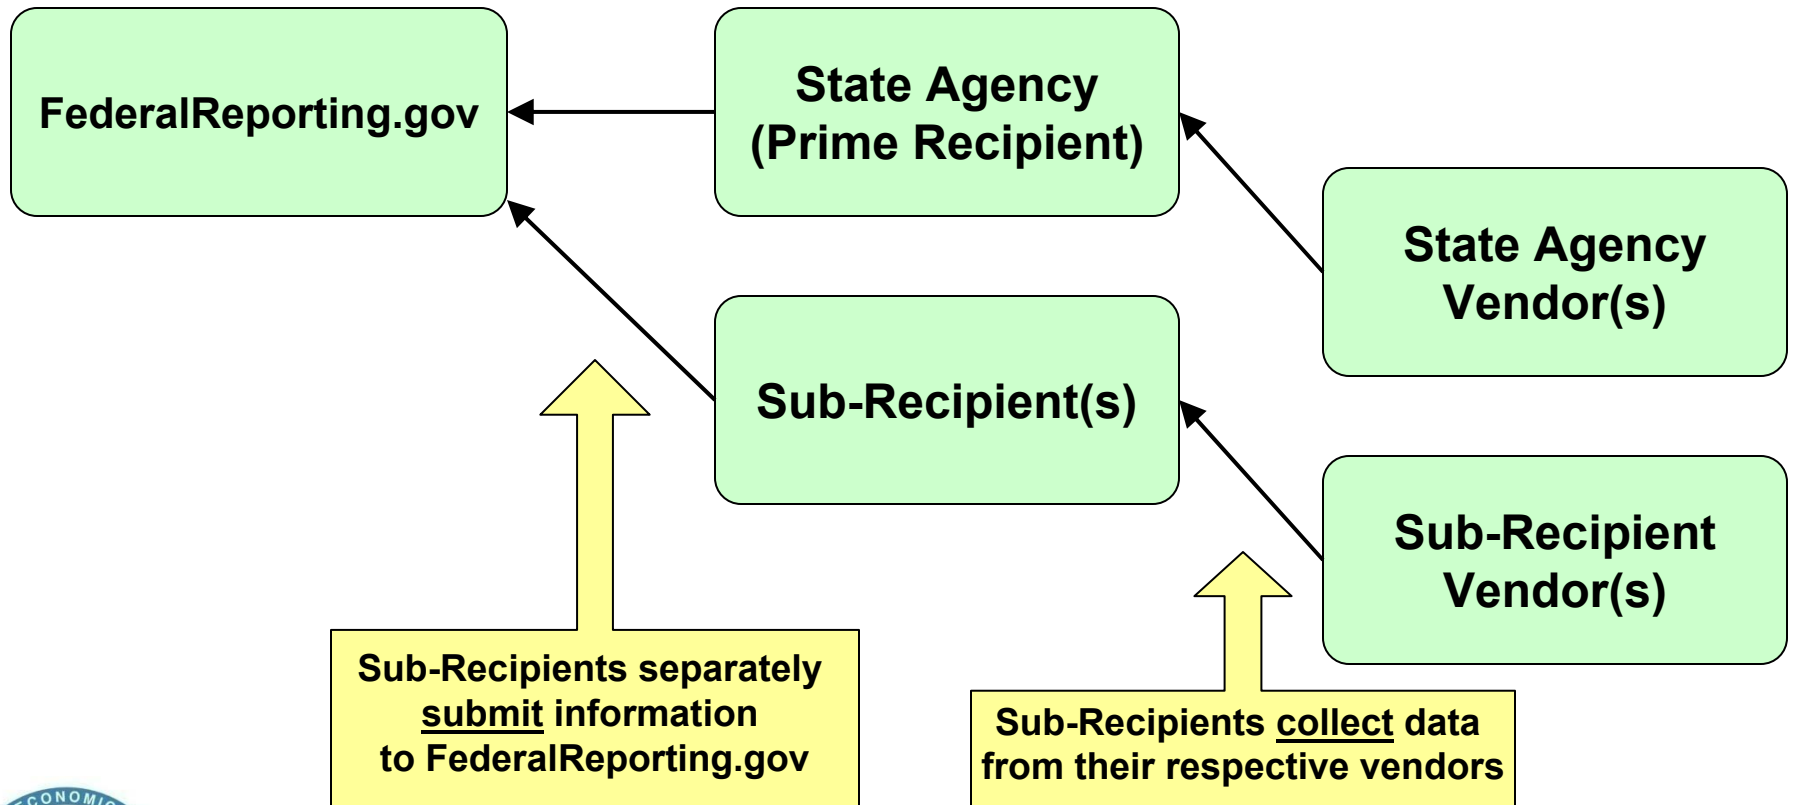 FederalReporting.gov
State Agency
(Prime Recipient)
State Agency
Vendor(s)
Sub-Recipient(s)
Sub-Recipient
Vendor(s)
Sub-Recipients separately
submit information
to FederalReporting.gov
Sub-Recipients collect data
from their respective vendors
ECONOMIC